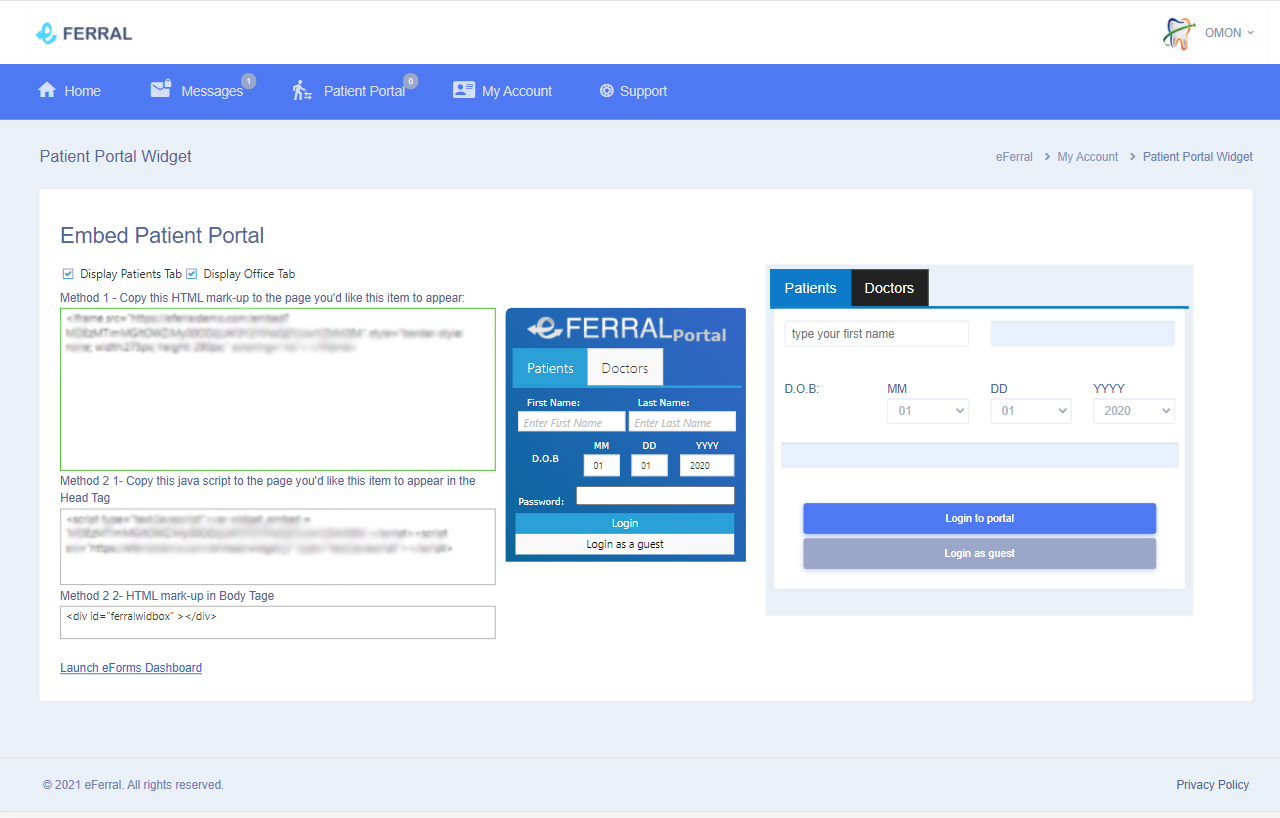 FERRAL
OMON
Home
Messages
1
Patient Portal
0
My Account
Support
Patient Portal Widget
eFerral > My Account > Patient Portal Widget
Embed Patient Portal
Display Patients Tab
Display Office Tab
Method 1 - Copy this HTML mark-up to the page you'd like this item to appear:
Method 2 1- Copy this java script to the page you'd like this item to appear in the
Head Tag
Method 2 2- HTML mark-up in Body Tage
<div id="ferralwidbox" ></div>
Launch eForms Dashboard
eFERRAL Portal
Patients
Doctors
First Name:
Last Name:
Enter First Name
Enter Last Name
MM
DD
YYYY
D.O.B
01
01
2020
Password:
Login
Login as a guest
Patients
Doctors
type your first name
D.O.B:
MM
DD
YYYY
01
01
2020
Login to portal
Login as guest
© 2021 eFerral. All rights reserved.
Privacy Policy